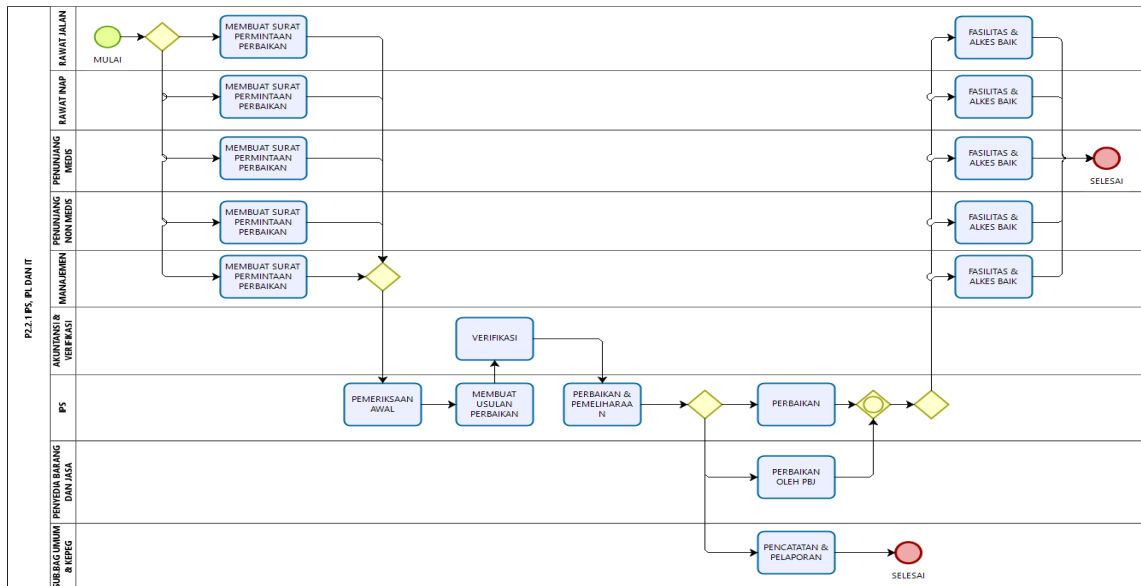 P2.2.1 IPS, IPL DAN IT
RAWAT JALAN
MULAI
MEMBUAT SURAT
PERMINTAAN
PERBAIKAN
FASILITAS &
ALKES BAIK
RAWAT INAP
MEMBUAT SURAT
PERMINTAAN
PERBAIKAN
FASILITAS &
ALKES BAIK
PENUNJANG
MEDIS
MEMBUAT SURAT
PERMINTAAN
PERBAIKAN
FASILITAS &
ALKES BAIK
SELESAI
PENUNJANG
NON MEDIS
MEMBUAT SURAT
PERMINTAAN
PERBAIKAN
FASILITAS &
ALKES BAIK
MANAJEMEN
MEMBUAT SURAT
PERMINTAAN
PERBAIKAN
FASILITAS &
ALKES BAIK
AKUNTANSI &
VERIFIKASI
VERIFIKASI
IPS
PEMERIKSAAN
AWAL
MEMBUAT
USULAN
PERBAIKAN
PERBAIKAN &
PEMELIHARAA
N
PERBAIKAN
PENYEDIA BARANG
DAN JASA
PERBAIKAN
OLEH PBJ
SUB.BAG UMUM
& KEPEG
PENCATATAN &
PELAPORAN
SELESAI